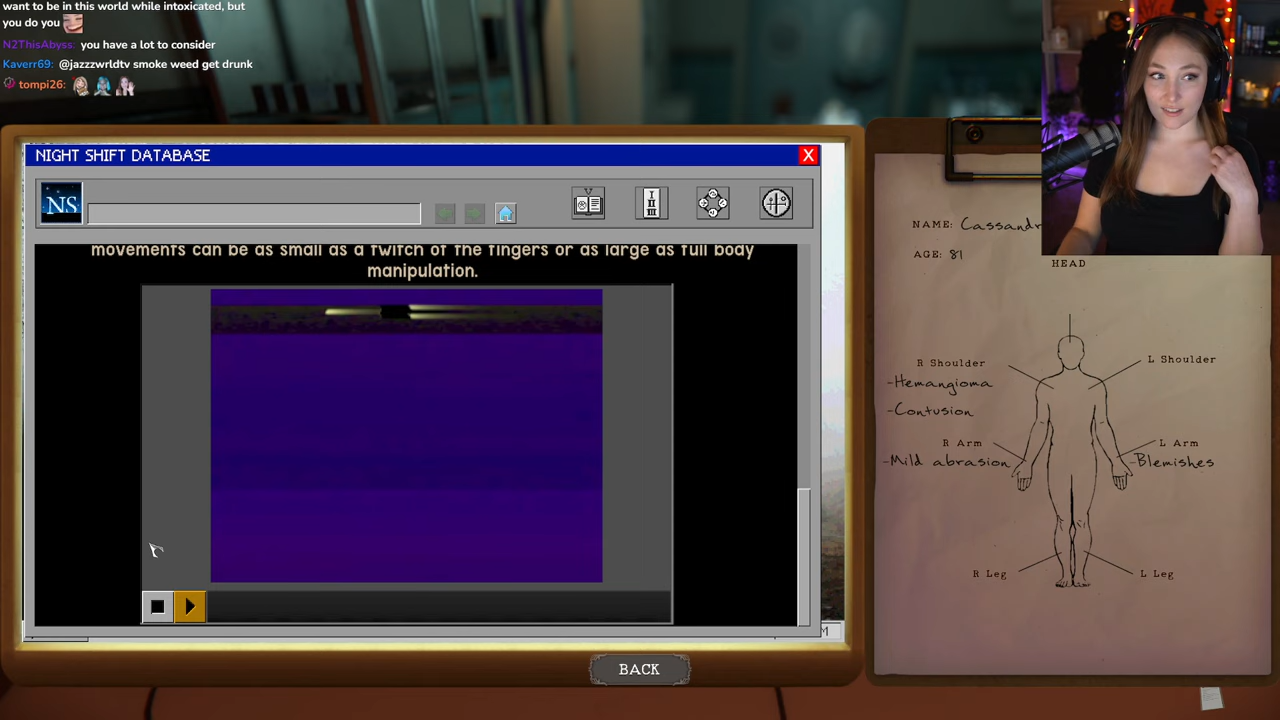 want to be in this world while intoxicated, but
you do you
N2ThisAbyss: you have a lot to consider
Kaverr69: @jazzzwrldtv smoke weed get drunk
tompi26:
NIGHT SHIFT DATABASE
X
NS
movements can be as small as a twitch of the fingers or as large as full body
manipulation.
BACK
NAME: Cassandr
AGE: 81
HEAD
R Shoulder
-Hemangioma
-Contusion
L Shoulder
R Arm
-Mild abrasion
L Arm
-Blemishes
R Leg
L Leg